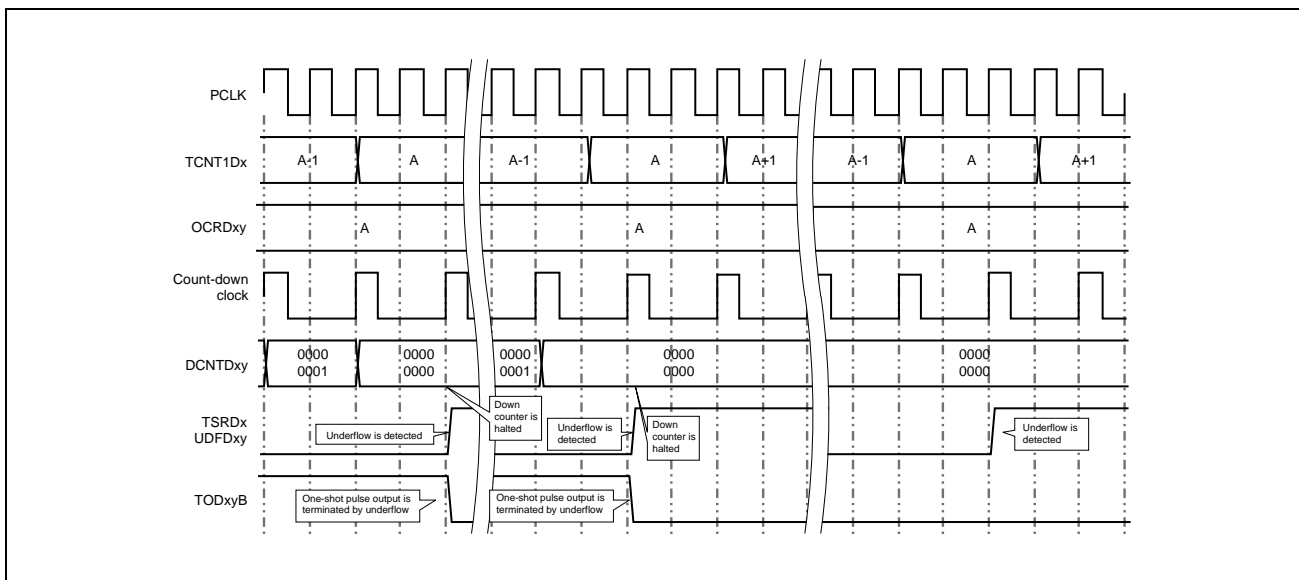 PCLK
TCNT1Dx
A-1 A A-1 A A+1 A-1 A A+1
OCRDxy
A A A
Count-down
clock
DCNTDxy
0000 0000 0000 0000 0000
0001 0000 0001 0000 0000
Down
counter is
halted
Down
counter is
halted
TSRDx
UDFDxy
Underflow is detected
Underflow is
detected
Underflow is
detected
TODxyB
One-shot pulse output is
terminated by underflow
One-shot pulse output is
terminated by underflow